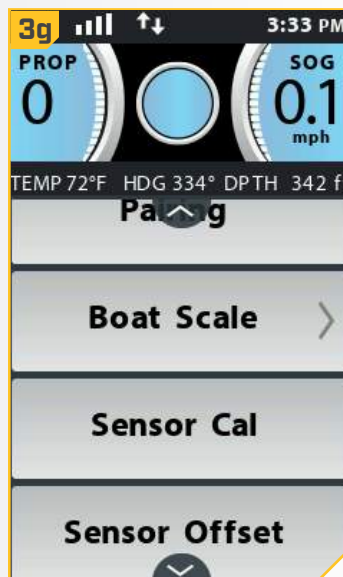 3g
3:33 PM
PROP
0
SOG
0.1
mph
TEMP 72°F HDG 334° DPTH 342 f
Pairing
Boat Scale
Sensor Cal
Sensor Offset